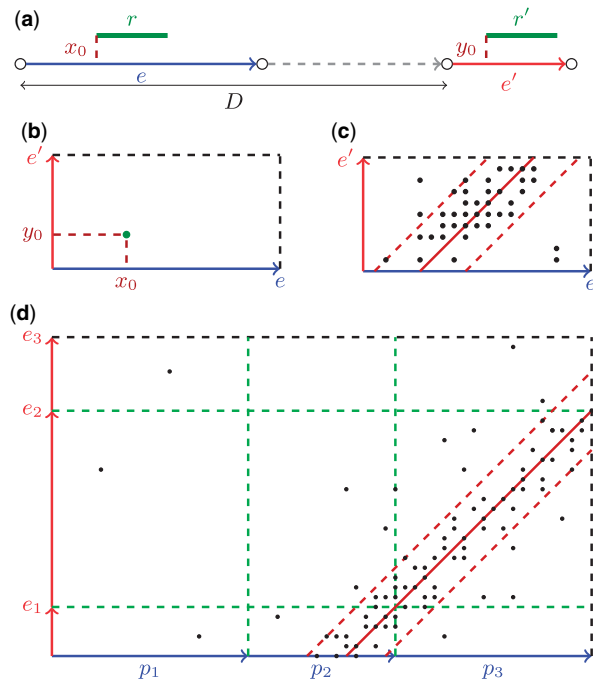 (a)
r
r′
x₀
y₀
e
e′
D
(b)
(c)
e′
e′
y₀
x₀
e
e
(d)
e₃
e₂
e₁
p₁
p₂
p₃